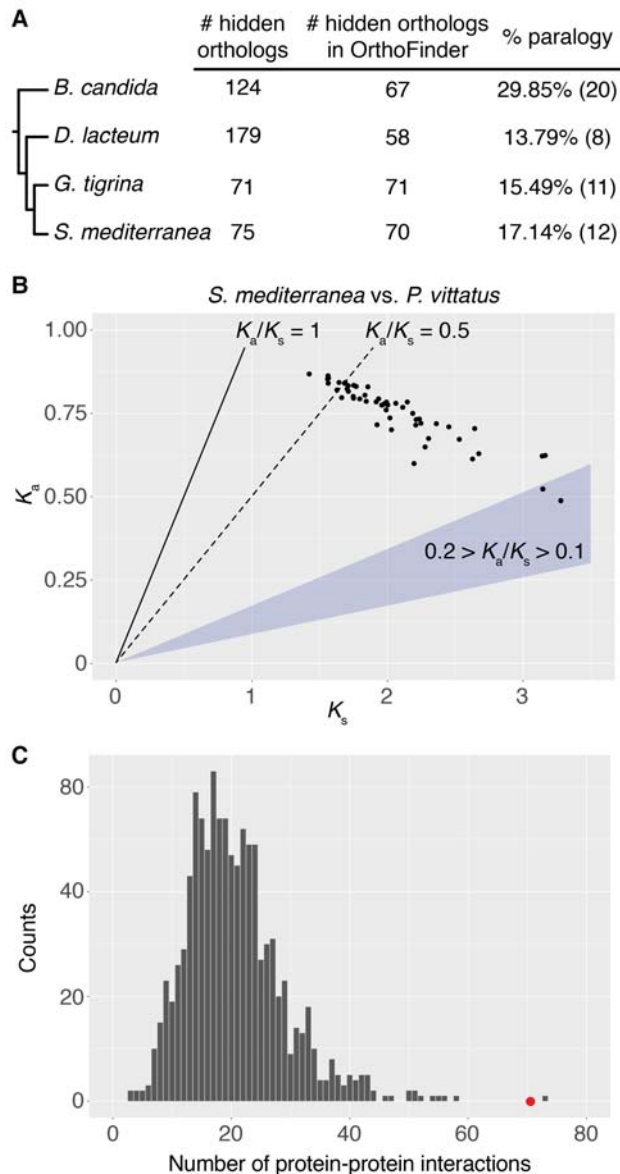 A
# hidden orthologs # hidden orthologs in OrthoFinder % paralogy
B. candida 124 67 29.85% (20)
D. lacteum 179 58 13.79% (8)
G. tigrina 71 71 15.49% (11)
S. mediterranea 75 70 17.14% (12)
B
S. mediterranea vs. P. vittatus
1.00
0.75
0.50
0.25
0
Ka
Ka/Ks = 1
Ka/Ks = 0.5
0.2 > Ka/Ks > 0.1
0 1 2 3
Ks
C
80
40
20
0
Counts
0 20 40 60 80
Number of protein-protein interactions